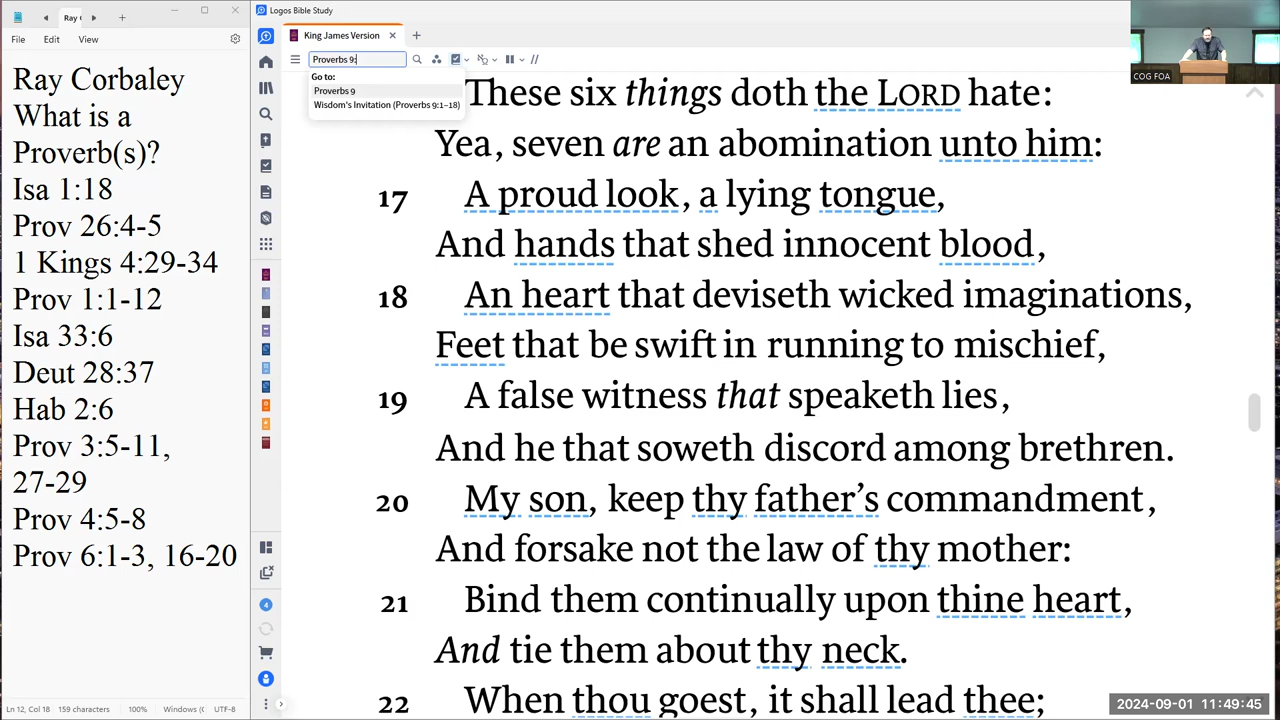 Ray C
File Edit View
Ray Corbaley
What is a
Proverb(s)?
Isa 1:18
Prov 26:4-5
1 Kings 4:29-34
Prov 1:1-12
Isa 33:6
Deut 28:37
Hab 2:6
Prov 3:5-11,
27-29
Prov 4:5-8
Prov 6:1-3, 16-20
Ln 12, Col 18 159 characters 100% Windows (C UTF-8
Logos Bible Study
King James Version
Proverbs 9:
Go to:
Proverbs 9
Wisdom's Invitation (Proverbs 9:1–18)
These six things doth the LORD hate:
Yea, seven are an abomination unto him:
17 A proud look, a lying tongue,
And hands that shed innocent blood,
18 An heart that deviseth wicked imaginations,
Feet that be swift in running to mischief,
19 A false witness that speaketh lies,
And he that soweth discord among brethren.
20 My son, keep thy father's commandment,
And forsake not the law of thy mother:
21 Bind them continually upon thine heart,
And tie them about thy neck.
22 When thou goest, it shall lead thee;
4
COG FOA
2024-09-01 11:49:45